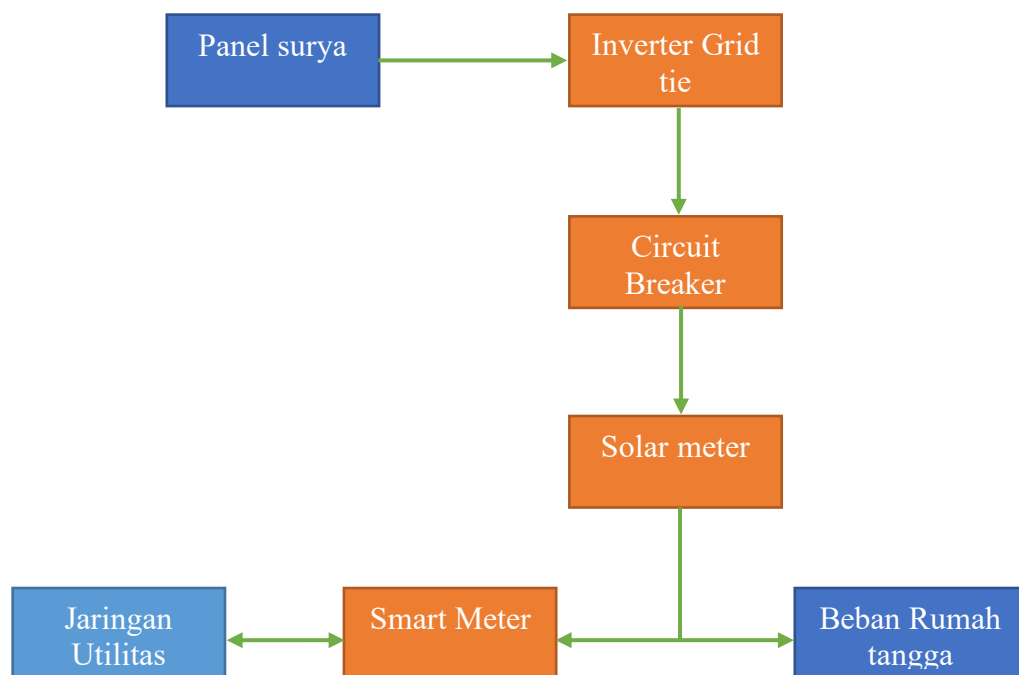 Panel surya
Inverter Grid
tie
Circuit
Breaker
Solar meter
Jaringan
Utilitas
Smart Meter
Beban Rumah
tangga